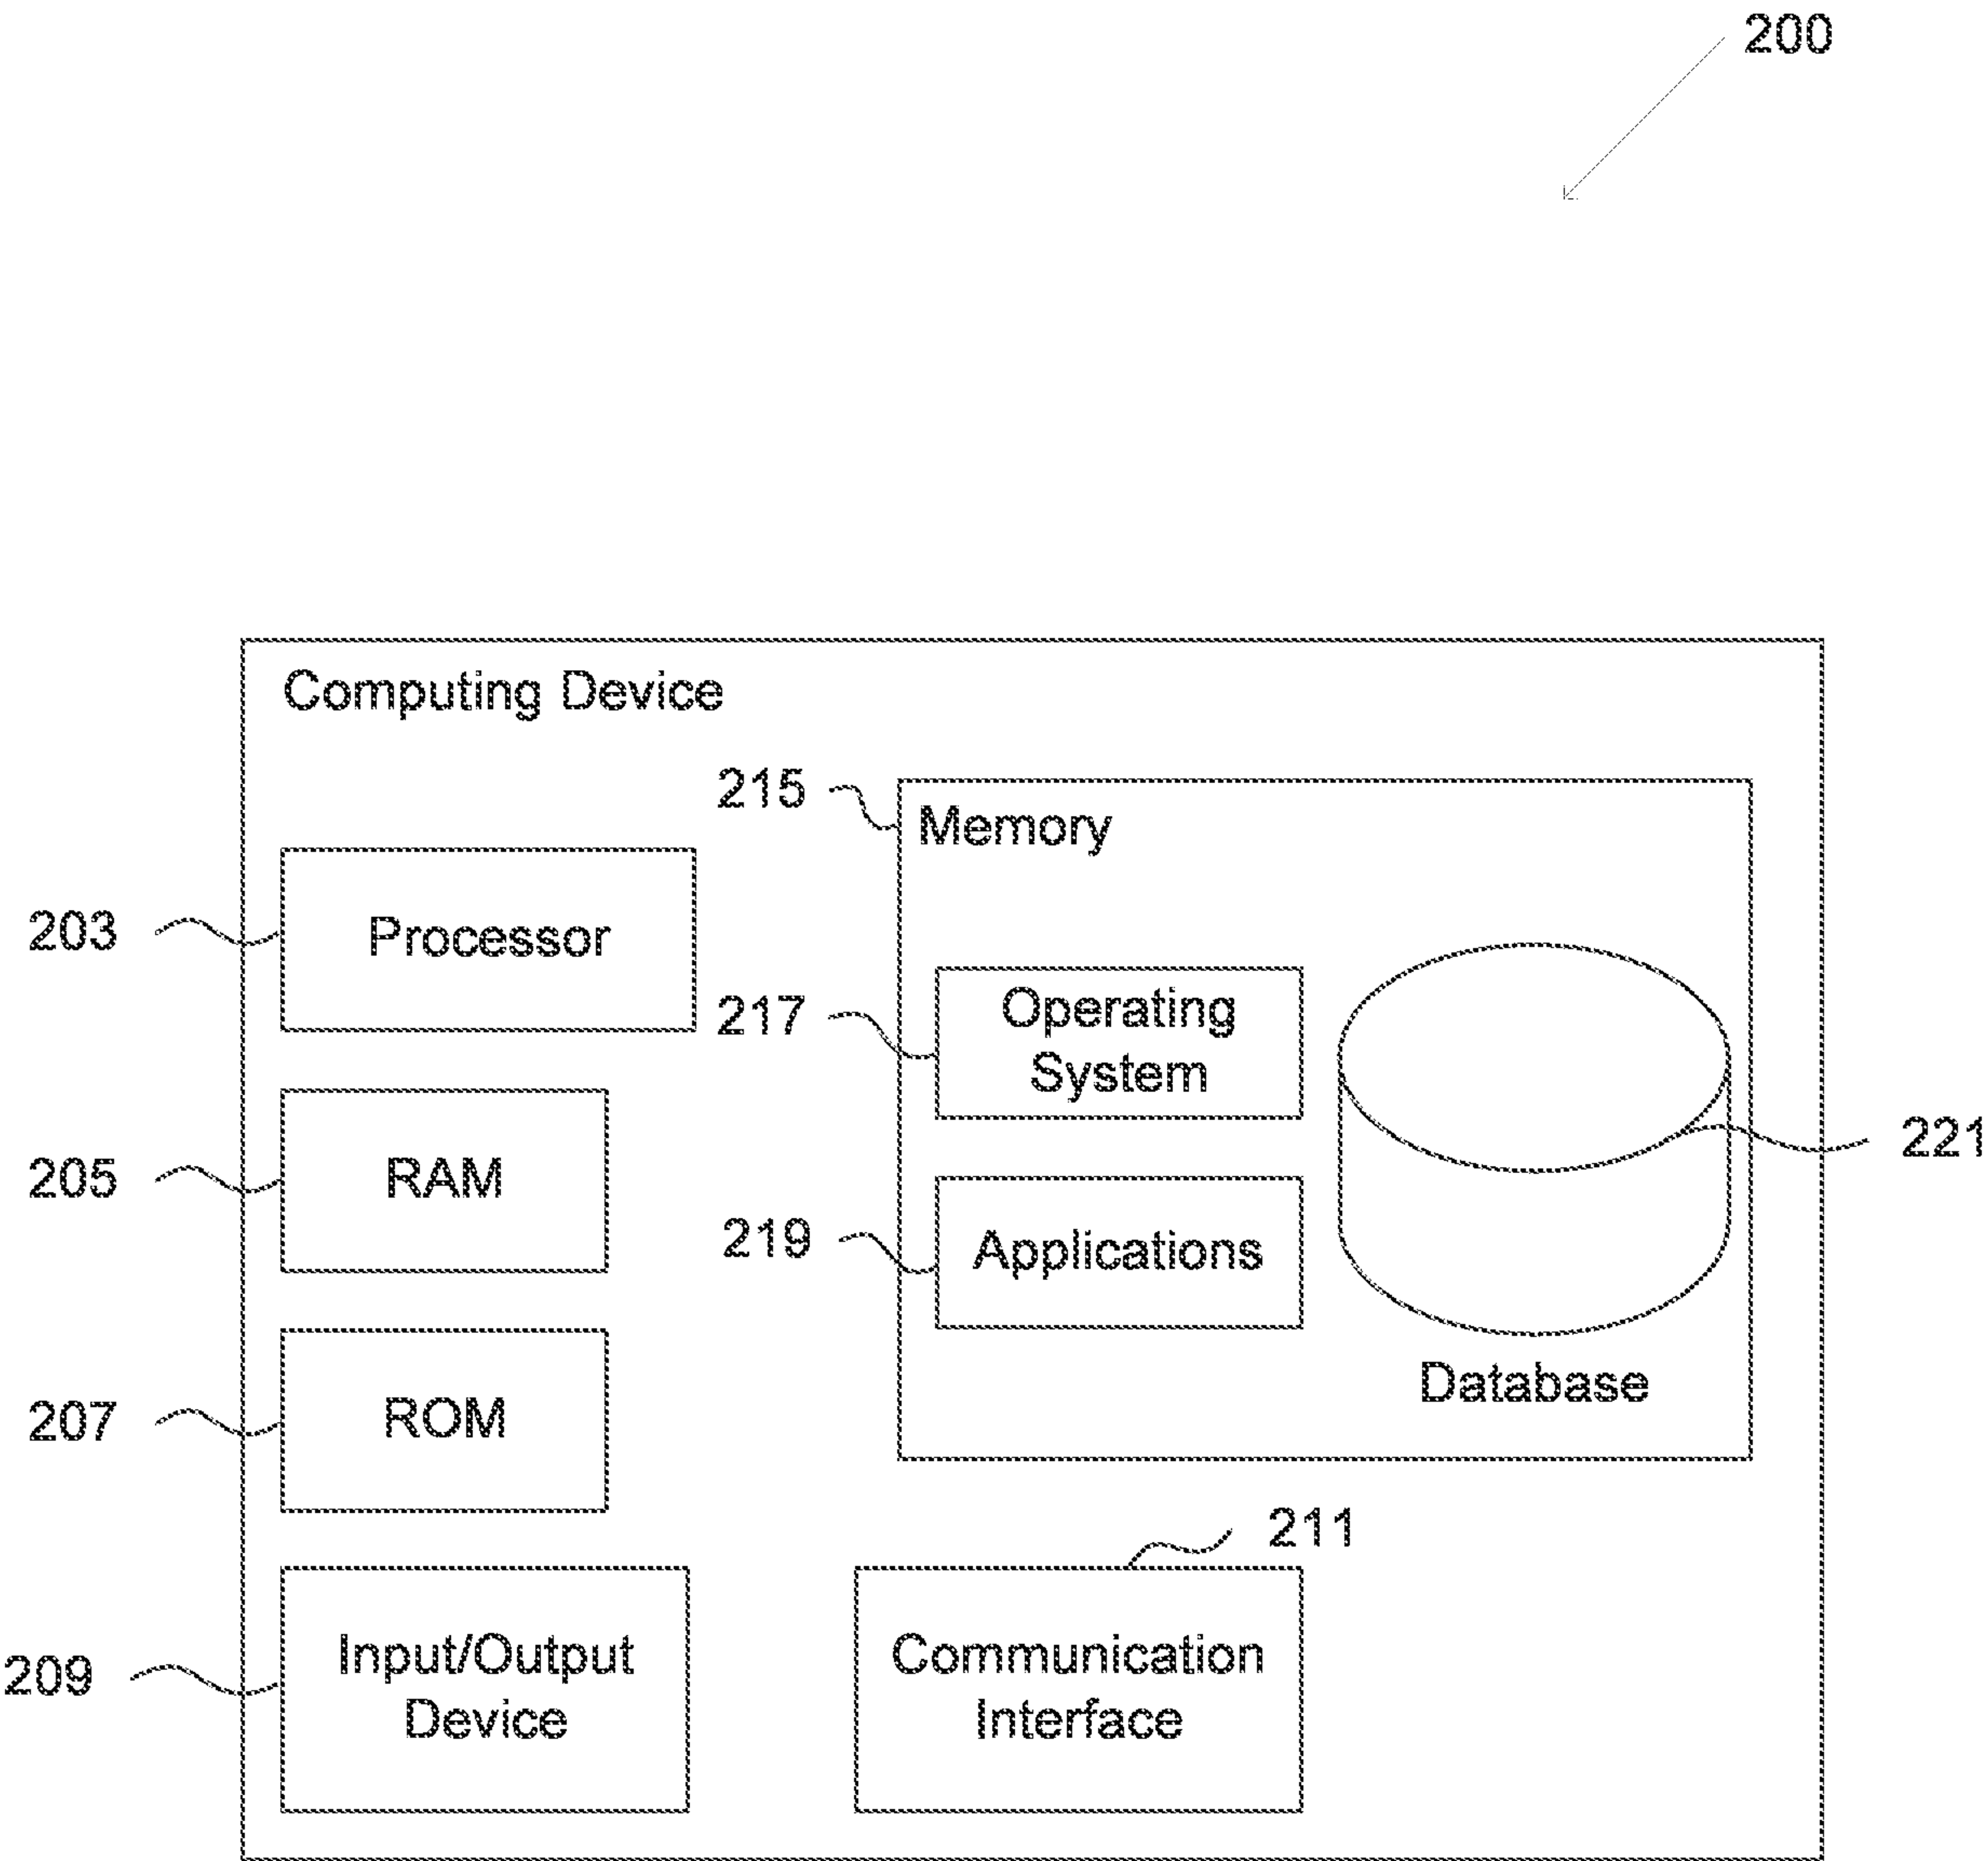 200
Computing Device
215
Memory
203
Processor
217
Operating
System
205
RAM
221
219
Applications
207
ROM
Database
211
209
Input/Output
Device
Communication
Interface